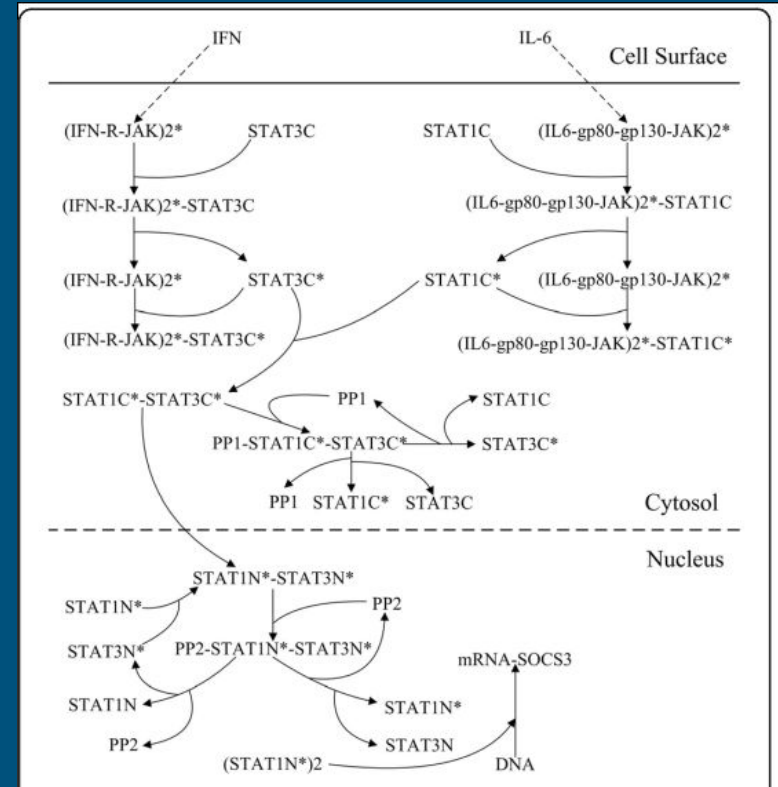 IFN IL-6
Cell Surface
(IFN-R-JAK)2* STAT3C STAT1C (IL6-gp80-gp130-JAK)2*
(IFN-R-JAK)2*-STAT3C (IL6-gp80-gp130-JAK)2*-STAT1C
(IFN-R-JAK)2* STAT3C* STAT1C* (IL6-gp80-gp130-JAK)2*
(IFN-R-JAK)2*-STAT3C* (IL6-gp80-gp130-JAK)2*-STAT1C*
STAT1C*-STAT3C* PP1 STAT1C
PP1-STAT1C*-STAT3C* STAT3C*
PP1 STAT1C* STAT3C Cytosol
Nucleus
STAT1N*-STAT3N*
STAT1N* PP2
STAT3N* PP2-STAT1N*-STAT3N* mRNA-SOCS3
STAT1N STAT1N*
PP2 STAT3N
(STAT1N*)2 DNA